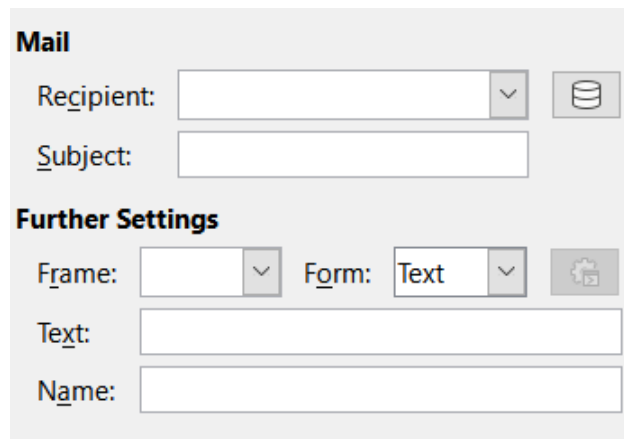 Mail
Recipient:
Subject:
Further Settings
Frame: Form: Text
Text:
Name: